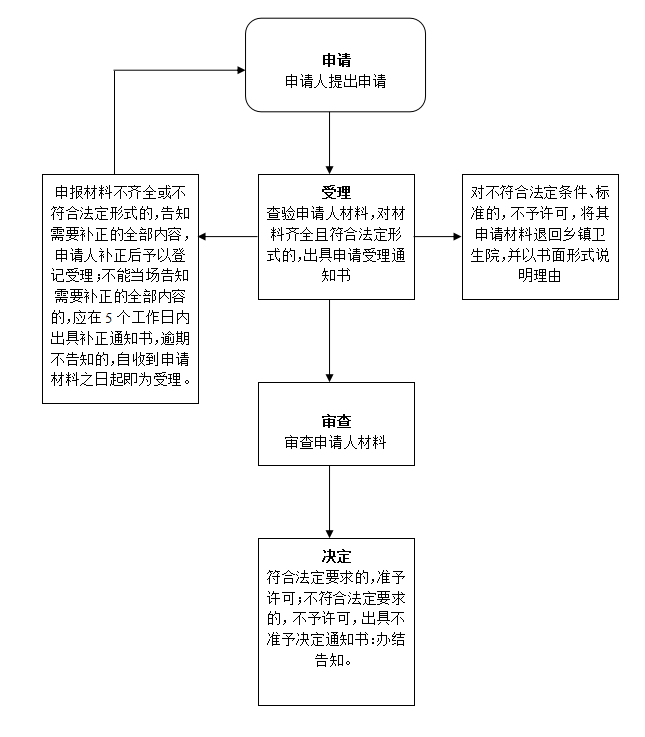 申请
申请人提出申请
申报材料不齐全或不
符合法定形式的,告知
需要补正的全部内容,
申请人补正后予以登
记受理;不能当场告知
需要补正的全部内容
的,应在5个工作日内
出具补正通知书,逾期
不告知的,自收到申请
材料之日起即为受理。
受理
查验申请人材料,对材
料齐全且符合法定形
式的,出具申请受理通
知书
对不符合法定条件、标
准的,不予许可,将其
申请材料退回乡镇卫
生院,并以书面形式说
明理由
审查
审查申请人材料
决定
符合法定要求的,准予
许可;不符合法定要求
的,不予许可,出具不
准予决定通知书:办结
告知。